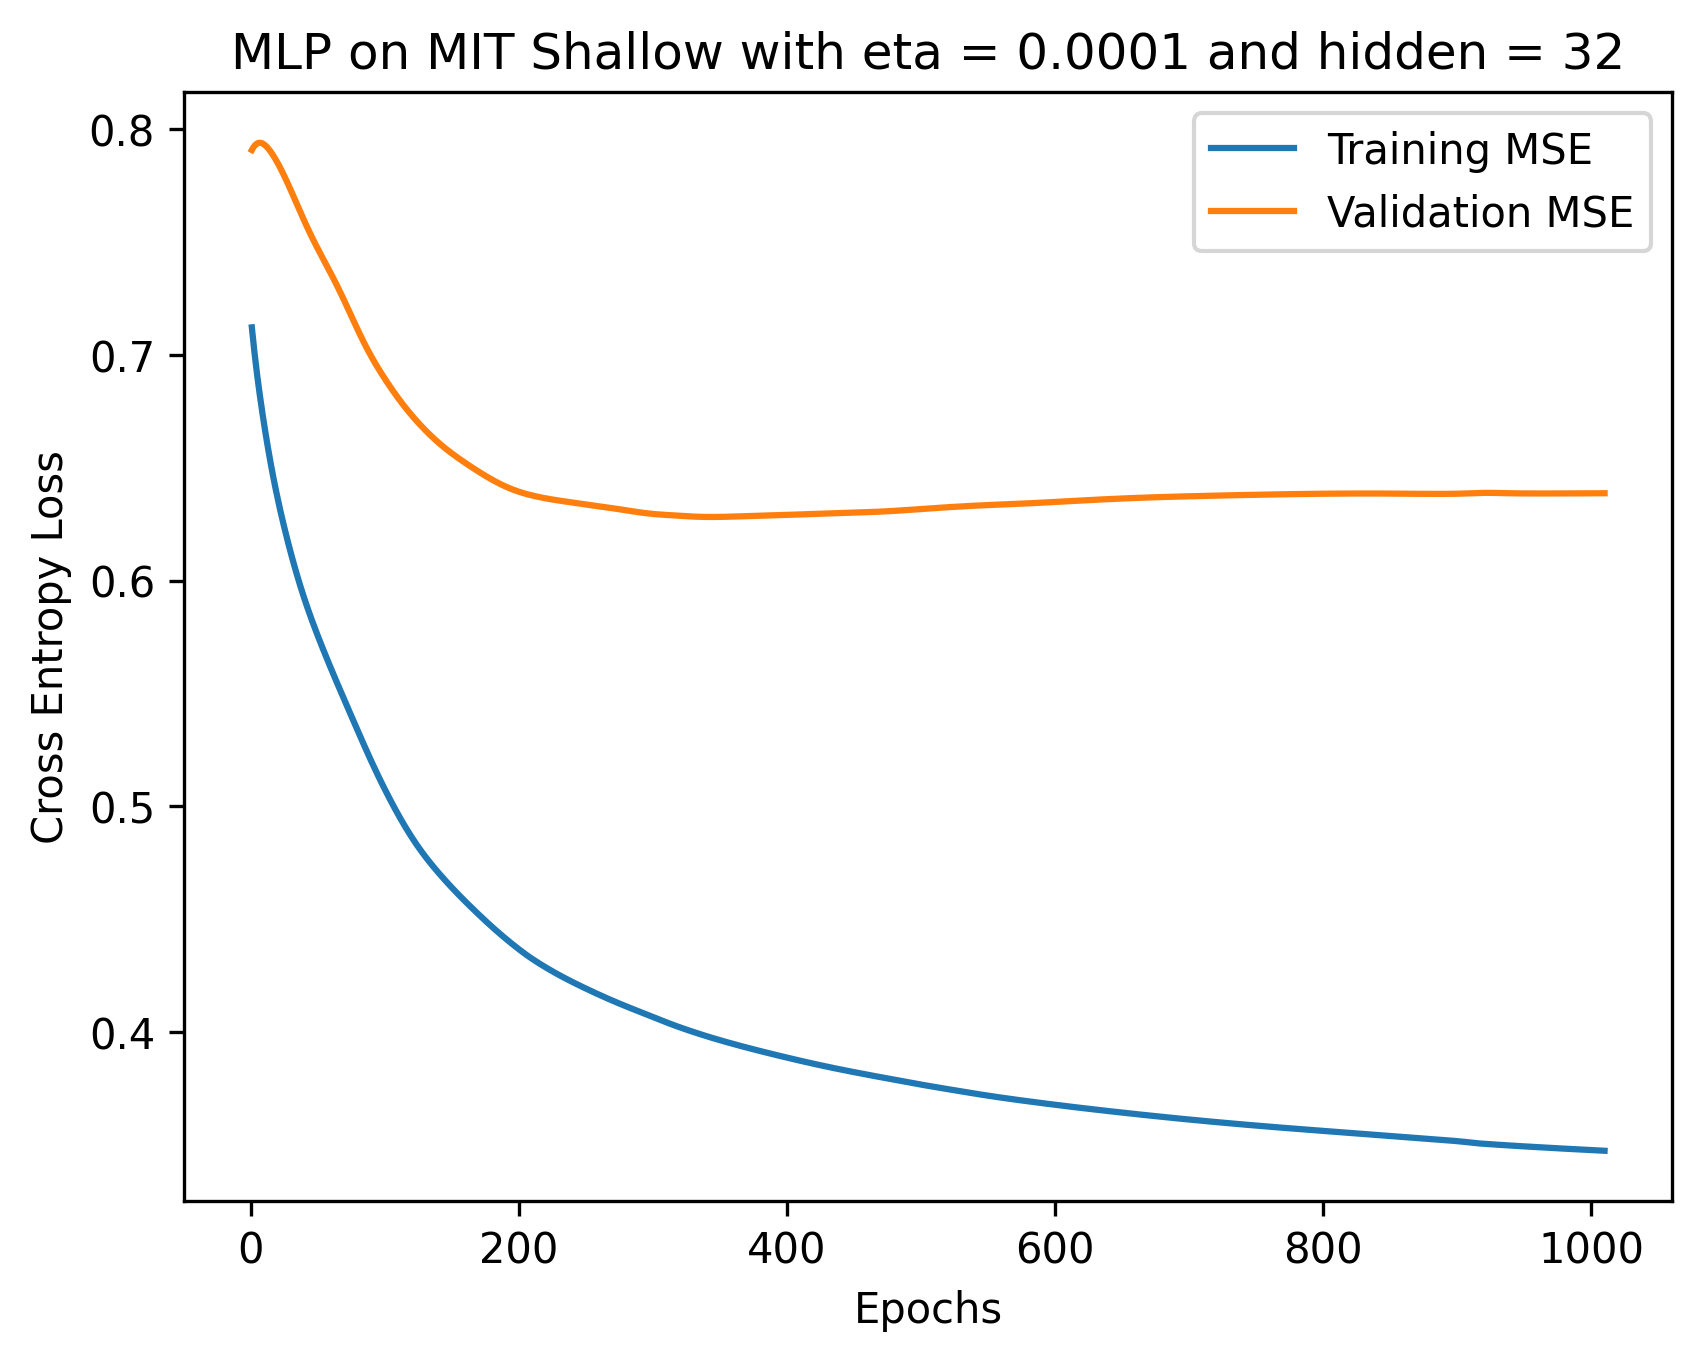 MLP on MIT Shallow with eta = 0.0001 and hidden = 32
Training MSE
Validation MSE
Cross Entropy Loss
0.8
0.7
0.6
0.5
0.4
0 200 400 600 800 1000
Epochs